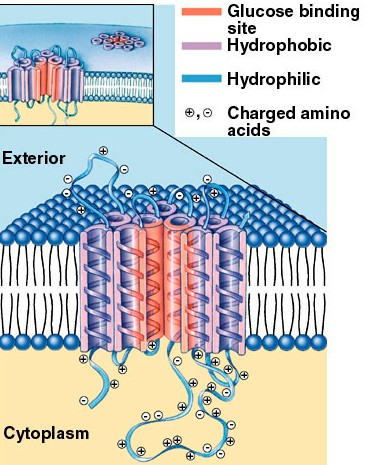 Glucose binding
site
Hydrophobic
Hydrophilic
+, - Charged amino
acids
Exterior
Cytoplasm